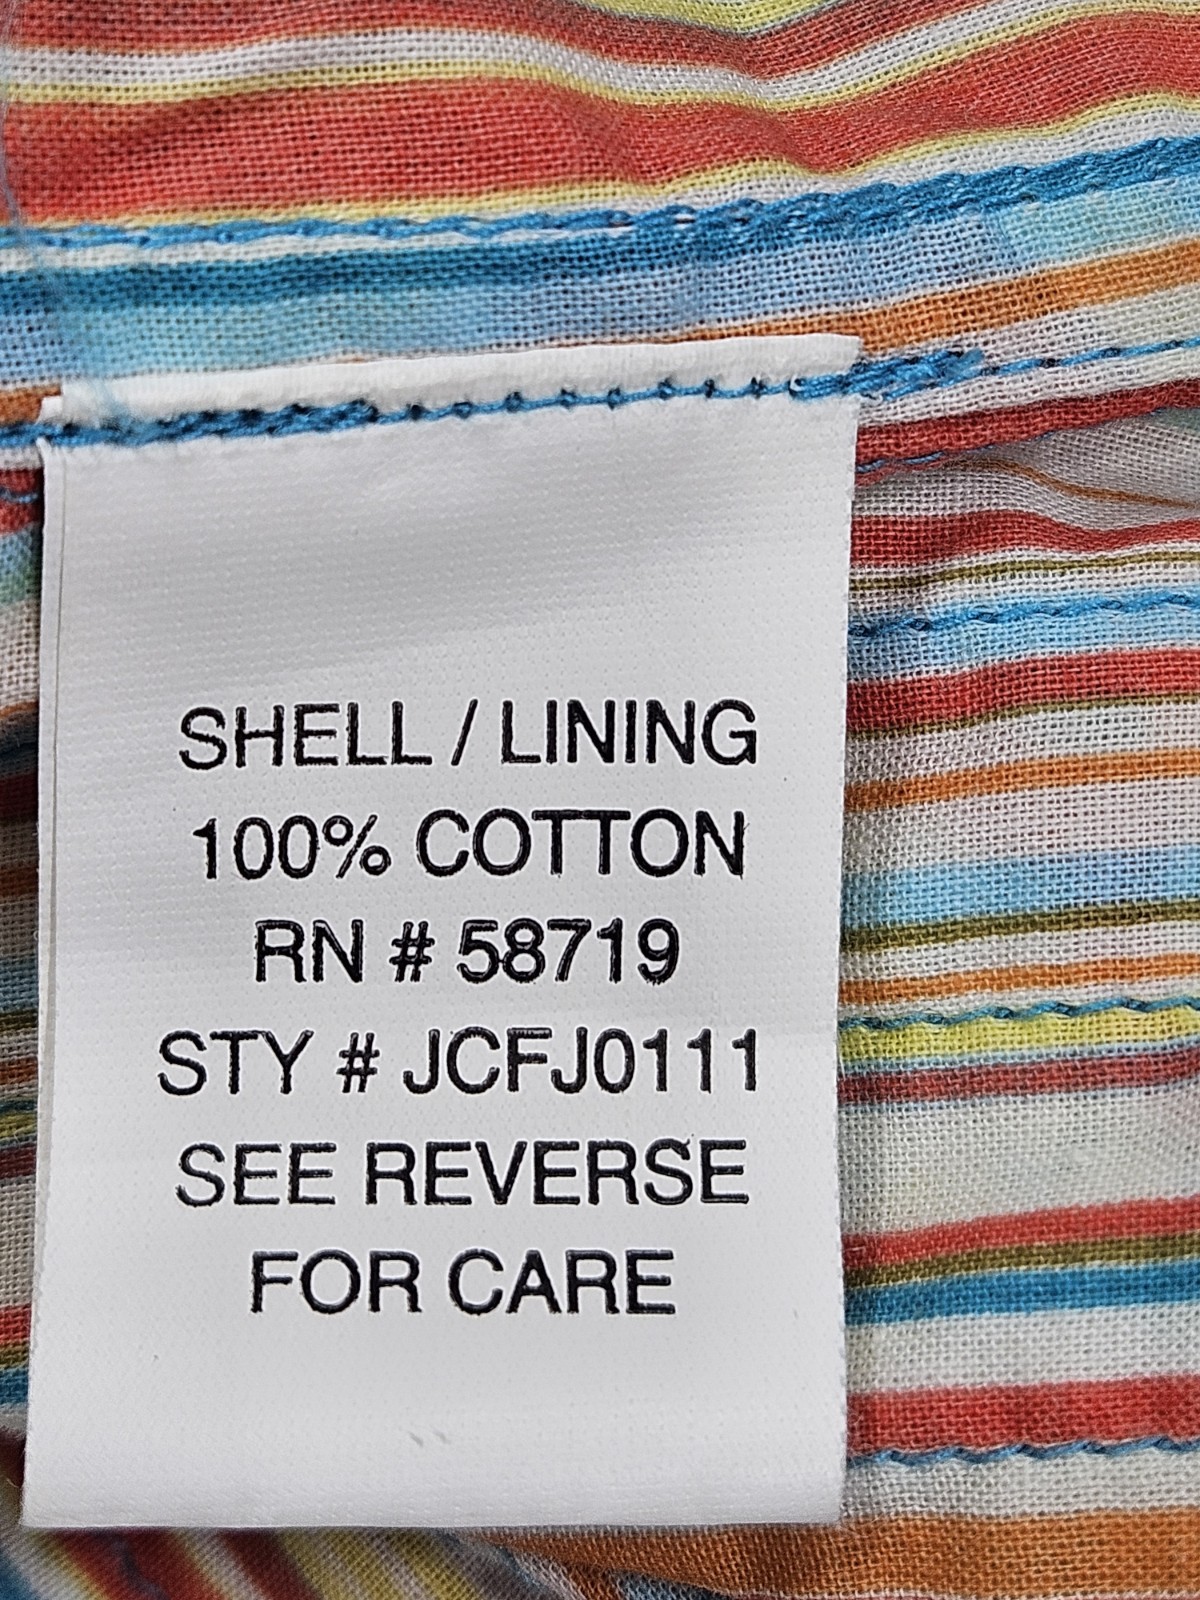 SHELL / LINING
100% COTTON
RN # 58719
STY # JCFJ0111
SEE REVERSE
FOR CARE